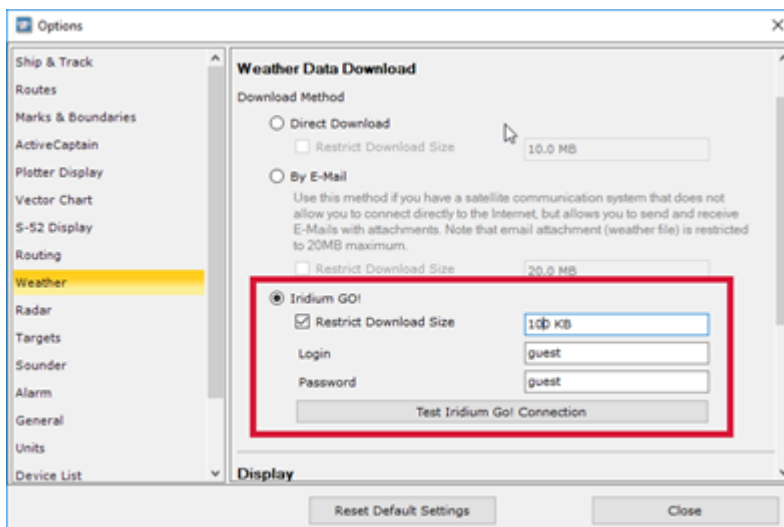 Options
Ship & Track
Routes
Marks & Boundaries
ActiveCaptain
Plotter Display
Vector Chart
S-52 Display
Routing
Weather
Radar
Targets
Sounder
Alarm
General
Units
Device List
Weather Data Download
Download Method
Direct Download
Restrict Download Size 10.0 MB
By E-Mail
Use this method if you have a satellite communication system that does not
allow you to connect directly to the Internet, but allows you to send and receive
E-Mails with attachments. Note that email attachment (weather file) is restricted
to 20MB maximum.
Restrict Download Size 20.0 MB
Iridium GO!
Restrict Download Size 100 KB
Login guest
Password guest
Test Iridium Go! Connection
Display
Reset Default Settings Close